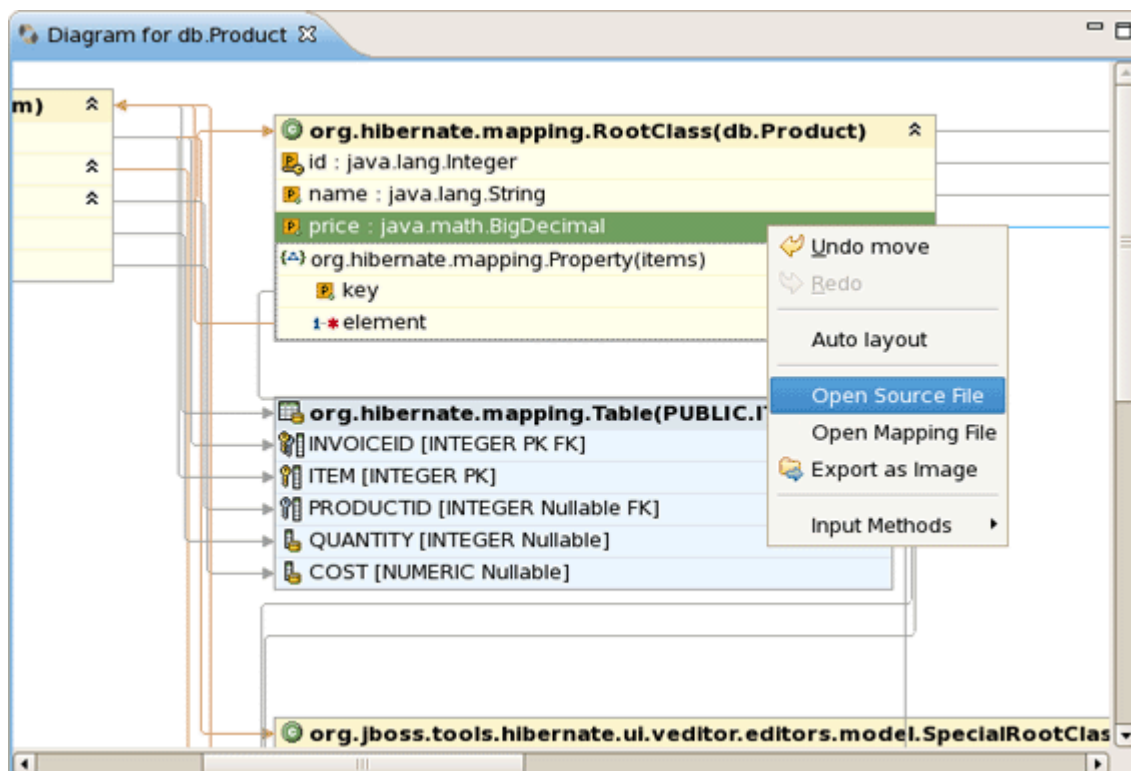 Diagram for db.Product
m)
org.hibernate.mapping.RootClass(db.Product)
id : java.lang.Integer
name : java.lang.String
price : java.math.BigDecimal
org.hibernate.mapping.Property(items)
key
1-*element
Undo move
Redo
Auto layout
Open Source File
Open Mapping File
Export as Image
Input Methods
org.hibernate.mapping.Table(PUBLIC.I
INVOICEID [INTEGER PK FK]
ITEM [INTEGER PK]
PRODUCTID [INTEGER Nullable FK]
QUANTITY [INTEGER Nullable]
COST [NUMERIC Nullable]
org.jboss.tools.hibernate.ui.veditor.editors.model.SpecialRootClas